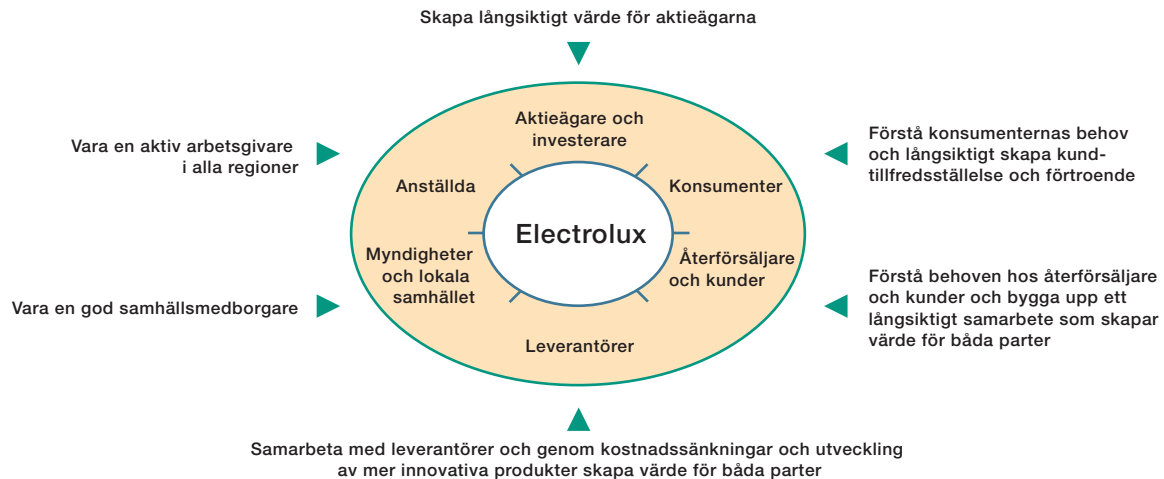 Skapa långsiktigt värde för aktieägarna
Aktieägare och
investerare
Vara en aktiv arbetsgivare
i alla regioner
Förstå konsumenternas behov
och långsiktigt skapa kund-
tillfredsställelse och förtroende
Anställda
Konsumenter
Electrolux
Myndigheter
och lokala
samhället
Återförsäljare
och kunder
Vara en god samhällsmedborgare
Förstå behoven hos återförsäljare
och kunder och bygga upp ett
långsiktigt samarbete som skapar
värde för båda parter
Leverantörer
Samarbeta med leverantörer och genom kostnadssänkningar och utveckling
av mer innovativa produkter skapa värde för båda parter